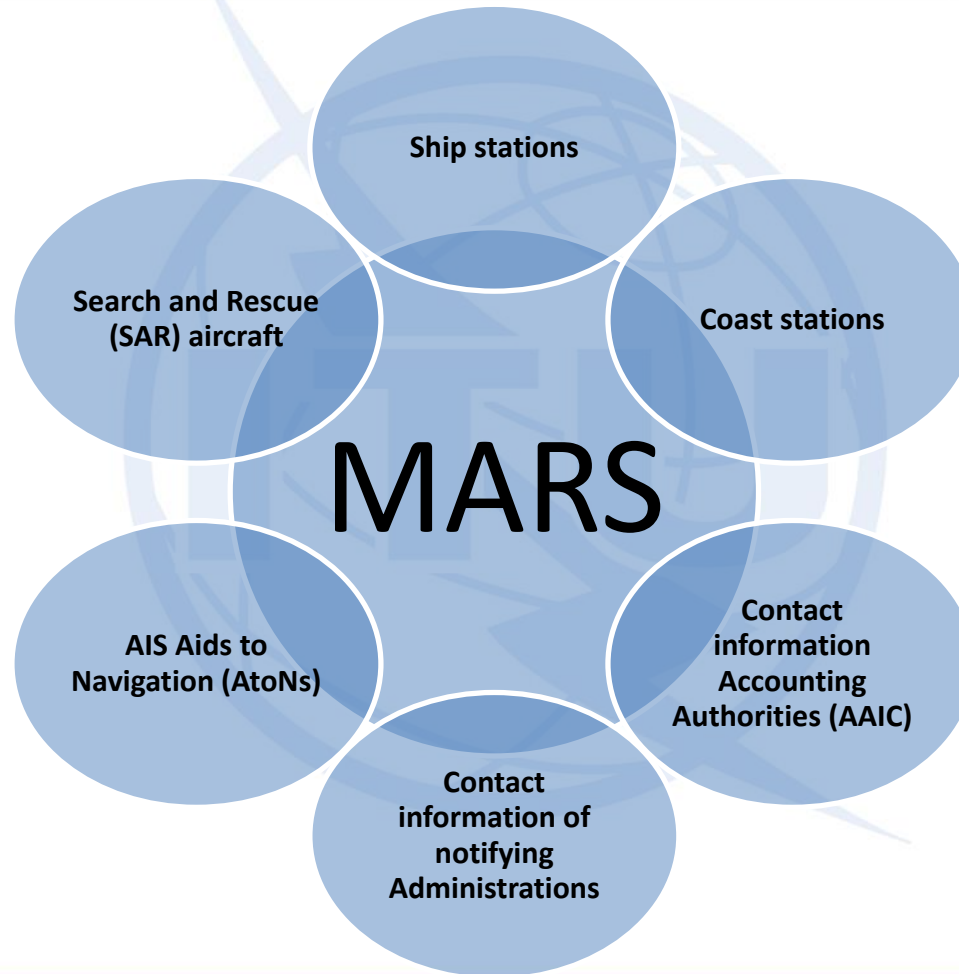 Ship stations
Search and Rescue
(SAR) aircraft
Coast stations
ITU
MARS
AIS Aids to
Navigation (AtoNs)
Contact
information
Accounting
Authorities (AAIC)
Contact
information of
notifying
Administrations